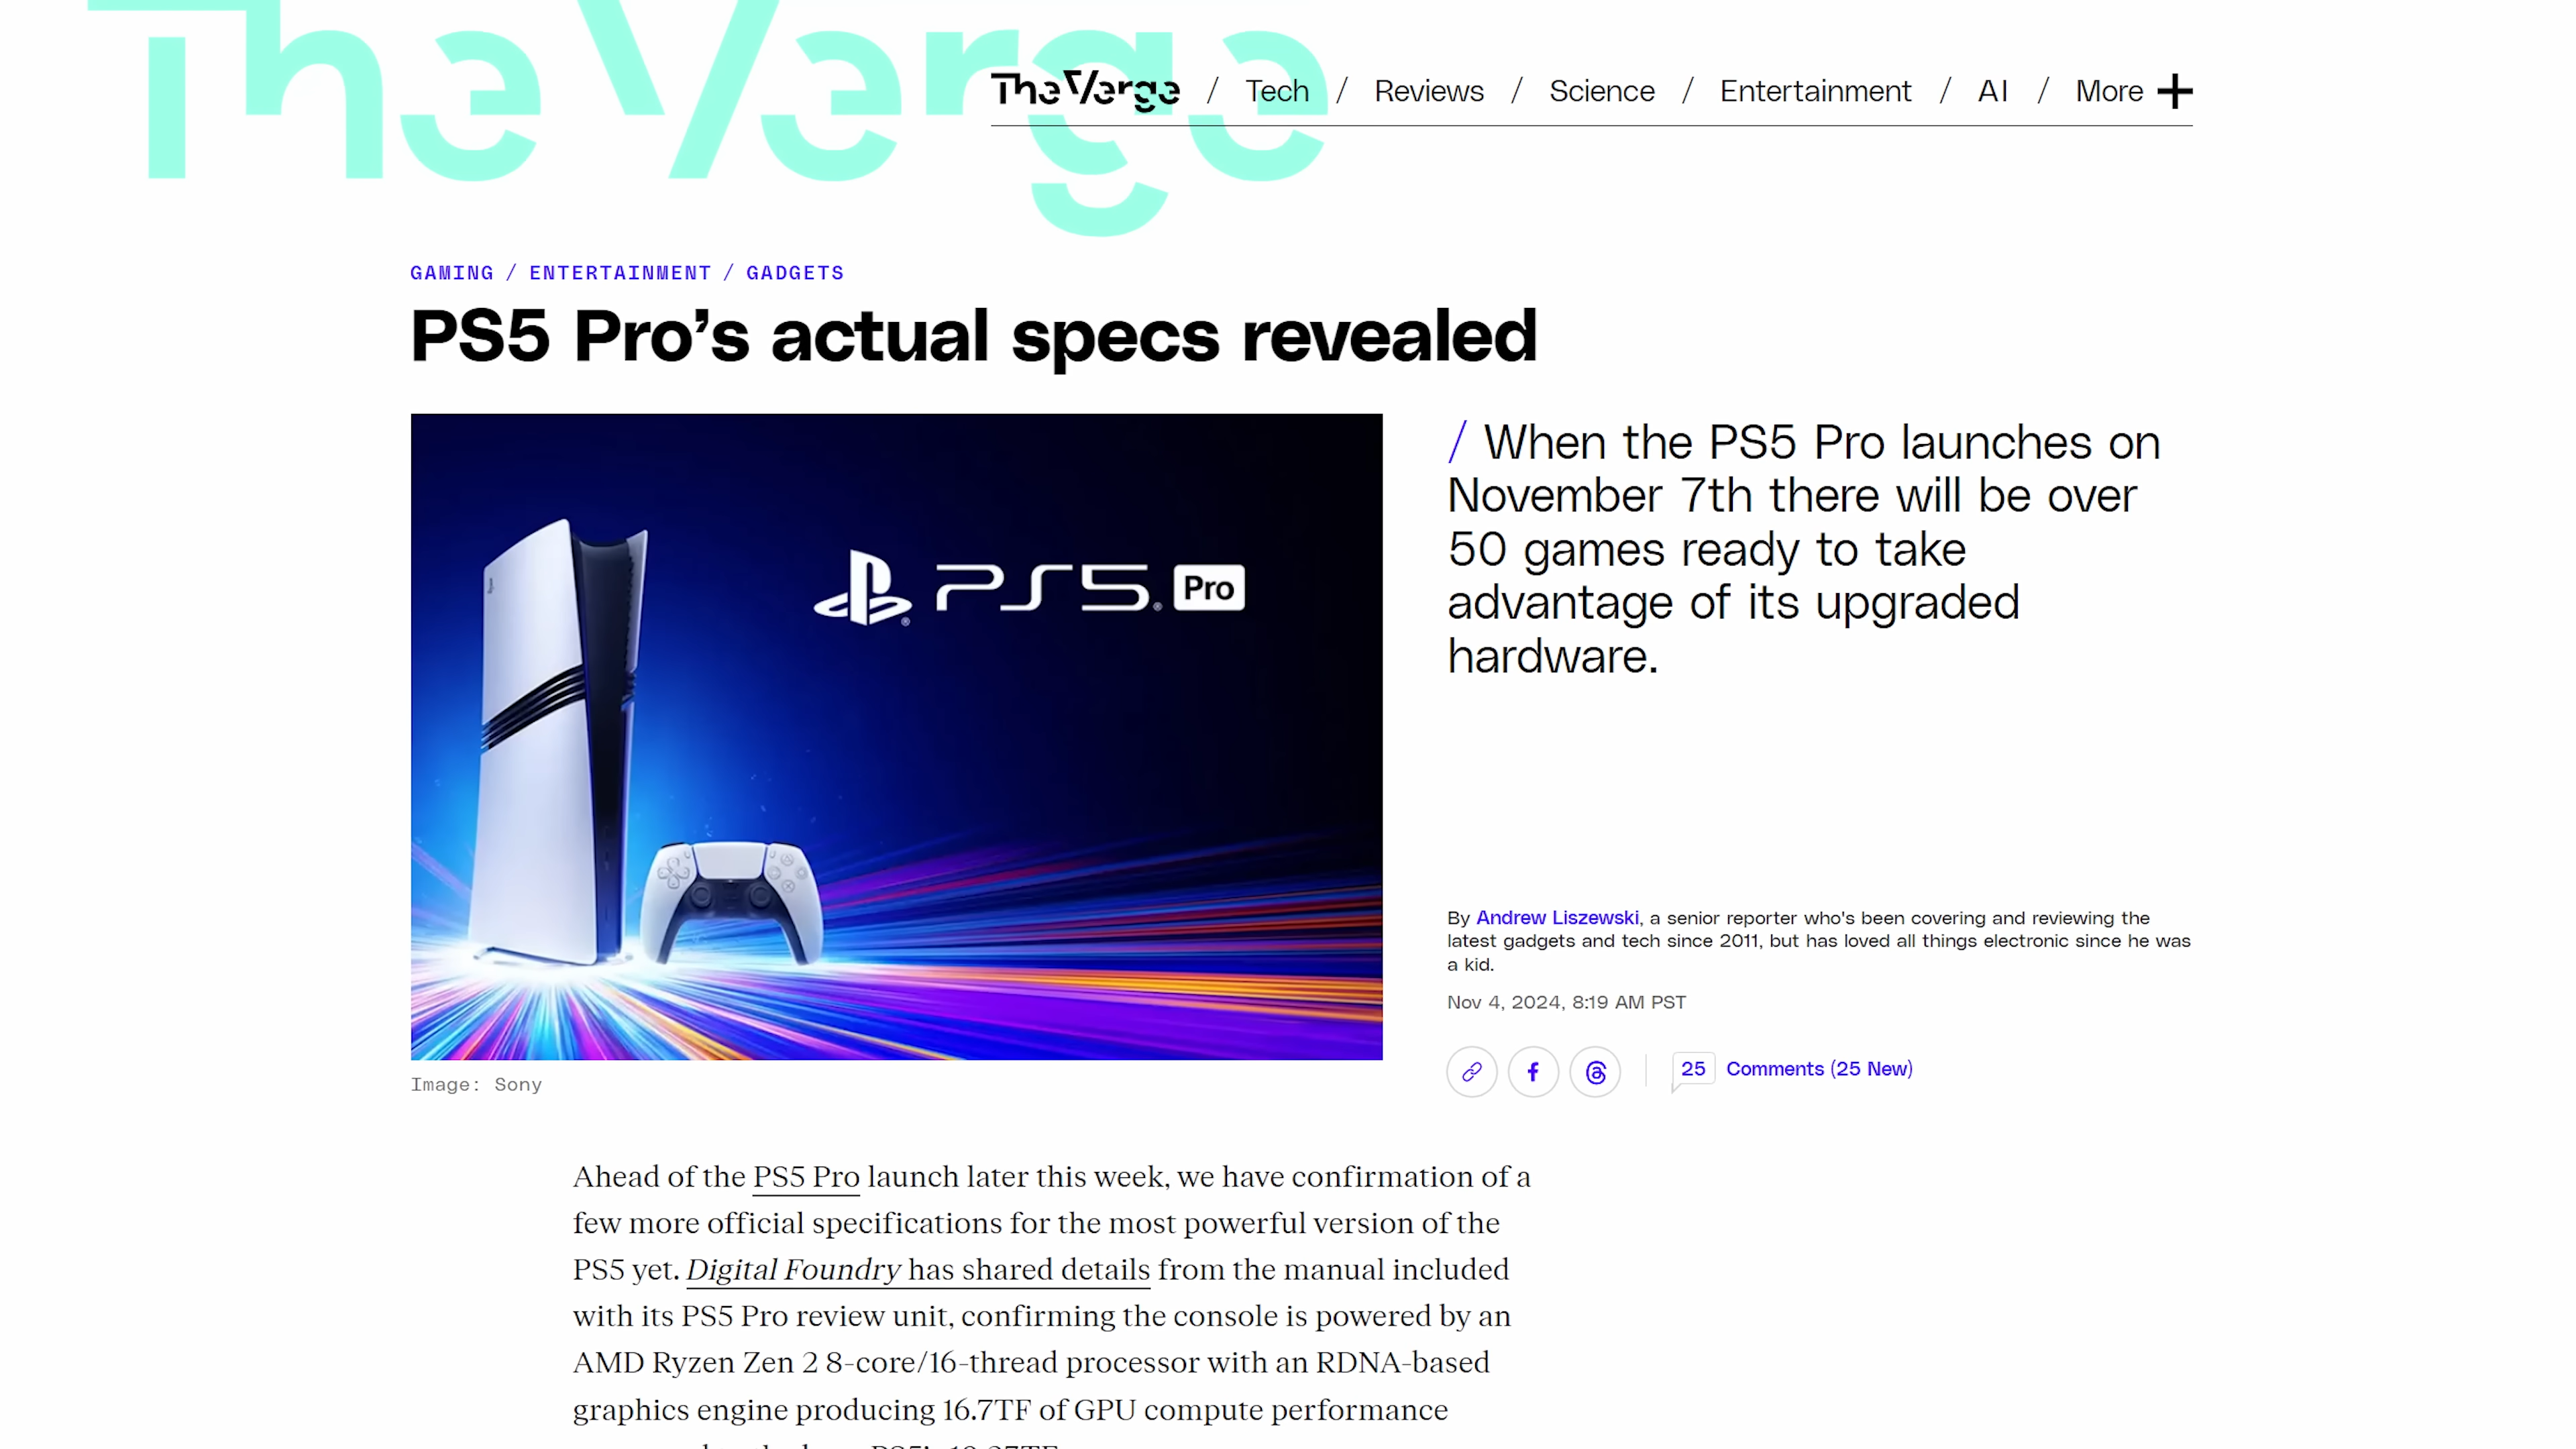 The Verge
The Verge / Tech / Reviews / Science / Entertainment / AI / More
GAMING / ENTERTAINMENT / GADGETS
PS5 Pro’s actual specs revealed
PS5 Pro
/ When the PS5 Pro launches on
November 7th there will be over
50 games ready to take
advantage of its upgraded
hardware.
By Andrew Liszewski, a senior reporter who's been covering and reviewing the
latest gadgets and tech since 2011, but has loved all things electronic since he was
a kid.
Nov 4, 2024, 8:19 AM PST
25 Comments (25 New)
Image: Sony
Ahead of the PS5 Pro launch later this week, we have confirmation of a
few more official specifications for the most powerful version of the
PS5 yet. Digital Foundry has shared details from the manual included
with its PS5 Pro review unit, confirming the console is powered by an
AMD Ryzen Zen 2 8-core/16-thread processor with an RDNA-based
graphics engine producing 16.7TF of GPU compute performance